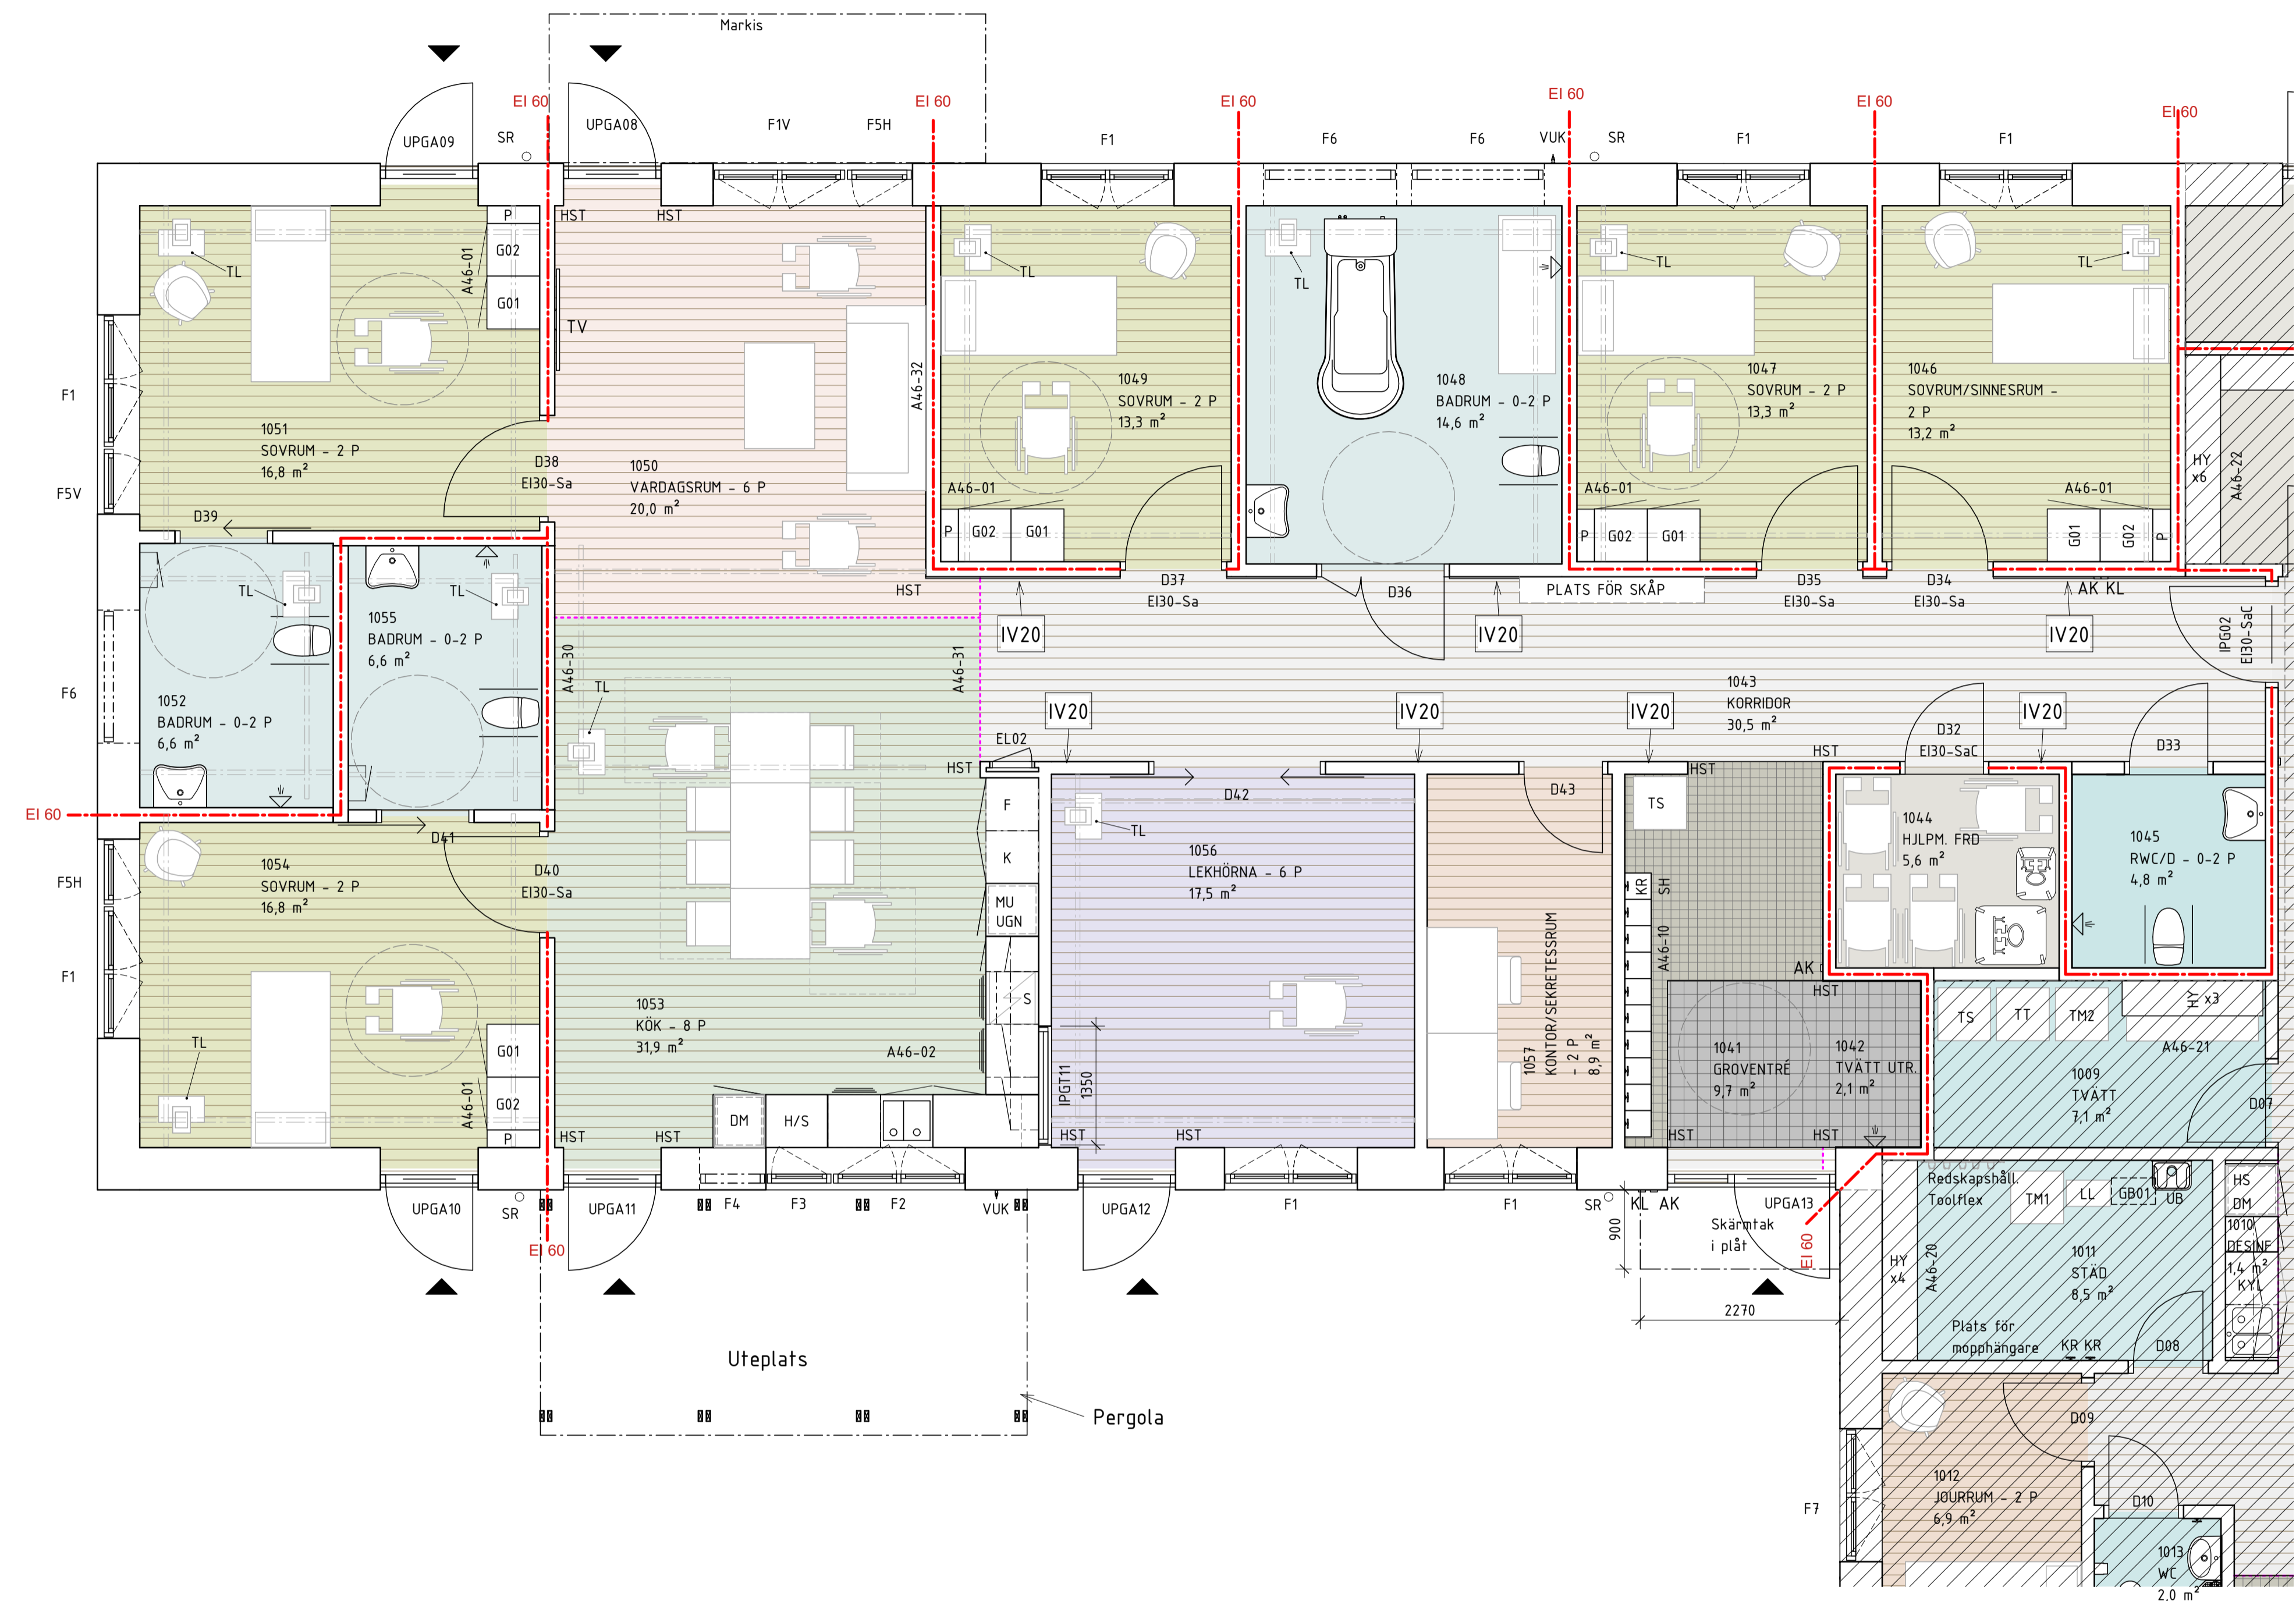 Markis
EI 60
EI 60
EI 60
EI 60
EI 60
EI 60
UPGA09
SR
UPGA08
F1V
F5H
F1
F6
F6
VUK
SR
F1
F1
P
G02
G01
A46-01
TL
HST
HST
TV
A46-32
TL
TL
TL
TL
F1
F5V
1051
SOVRUM - 2 P
16,8 m²
D38
EI30-Sa
1050
VARDAGSRUM - 6 P
20,0 m²
1049
SOVRUM - 2 P
13,3 m²
1048
BADRUM - 0-2 P
14,6 m²
1047
SOVRUM - 2 P
13,3 m²
1046
SOVRUM/SINNESRUM -
2 P
13,2 m²
HY
x6
A46-22
A46-01
P
G02
G01
A46-01
P
G02
G01
A46-01
G01
G02
P
D39
D37
EI30-Sa
D36
PLATS FÖR SKÅP
D35
EI30-Sa
D34
EI30-Sa
AK KL
HST
IV20
IV20
IV20
IPG02
EI30-SaC
TL
TL
1055
BADRUM - 0-2 P
6,6 m²
A46-30
TL
A46-31
F6
1052
BADRUM - 0-2 P
6,6 m²
IV20
IV20
IV20
IV20
1043
KORRIDOR
30,5 m²
D32
EI30-SaC
D33
EL02
HST
HST
HST
EI 60
D41
D40
EI30-Sa
F
K
MU
UGN
S
D42
TL
D43
TS
KR
SH
A46-10
1044
HJLPM. FRD
5,6 m²
1045
RWC/D - 0-2 P
4,8 m²
1056
LEKHÖRNA - 6 P
17,5 m²
F5H
F1
1054
SOVRUM - 2 P
16,8 m²
AK
HST
1053
KÖK - 8 P
31,9 m²
A46-02
IPGT11
1350
1057
KONTOR/SEKRETESSRUM
- 2 P
8,9 m²
1041
GROVENTRÉ
9,7 m²
1042
TVÄTT UTR.
2,1 m²
TS
TT
TM2
HY
x3
A46-21
1009
TVÄTT
7,1 m²
D07
TL
G01
G02
P
A46-01
HST
HST
DM
H/S
HST
HST
HST
HST
UPGA10
SR
UPGA11
F4
F3
F2
VUK
UPGA12
F1
F1
SR
KL AK
UPGA13
Skärmtak
i plåt
900
2270
EI 60
EI 60
Redskapshåll.
Toolflex
TM1
LL
GB01
UB
HS
DM
1010
DESINF
1,4 m²
KYL
HY
x4
A46-20
1011
STÄD
8,5 m²
Plats för
mopphängare
KR KR
D08
Uteplats
Pergola
D09
F7
1012
JOURRUM - 2 P
6,9 m²
D10
1013
WC
2,0 m²